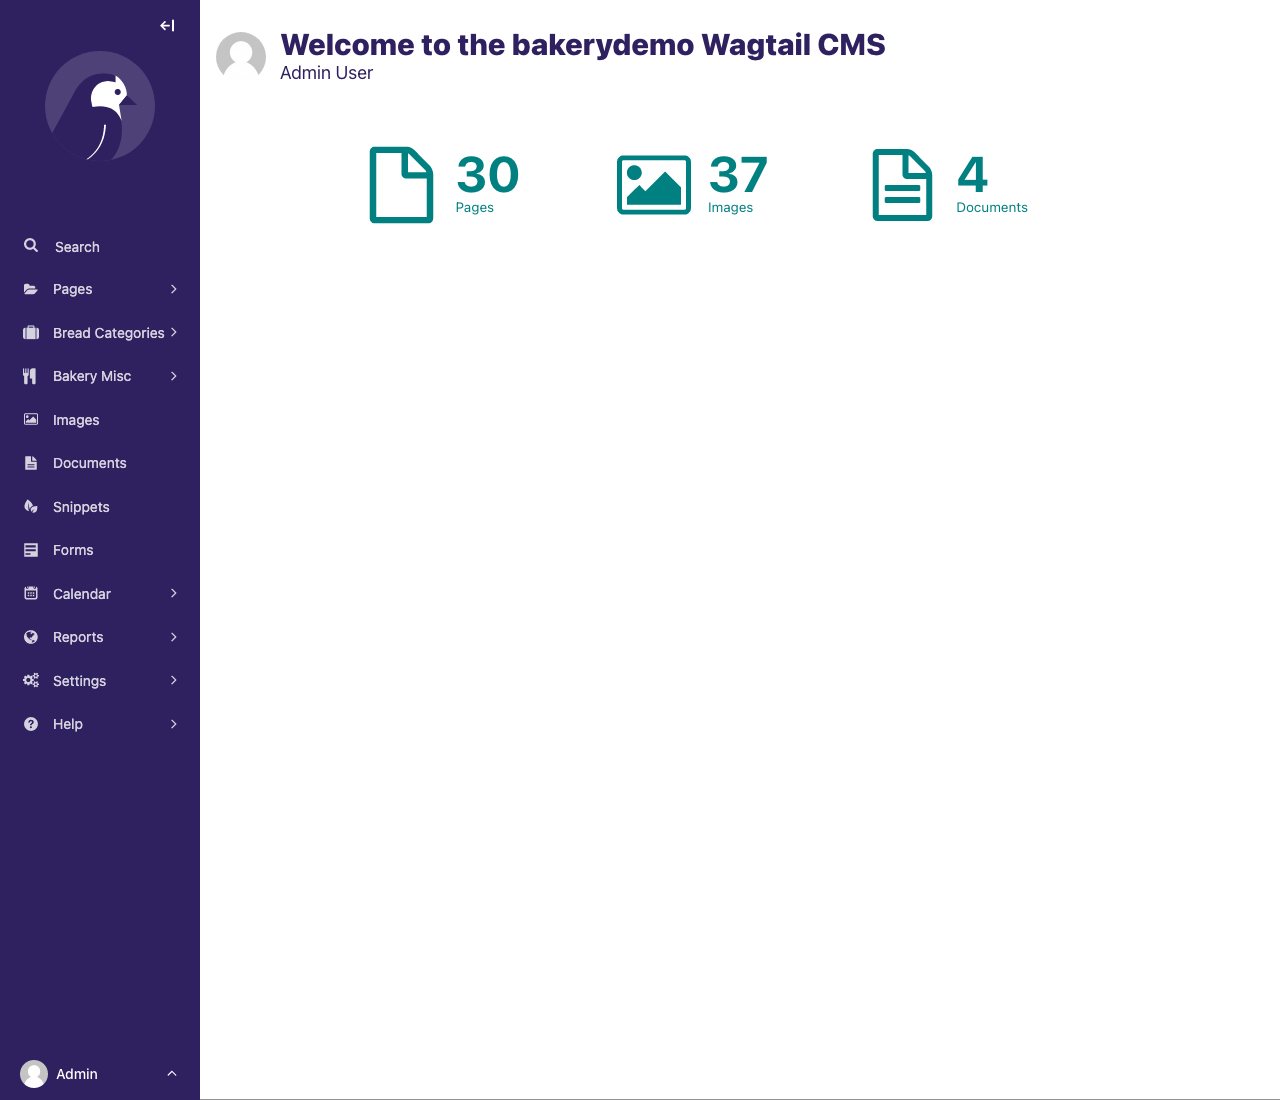 Welcome to the bakerydemo Wagtail CMS
Admin User
30
Pages
37
Images
4
Documents
Search
Pages
Bread Categories
Bakery Misc
Images
Documents
Snippets
Forms
Calendar
Reports
Settings
Help
Admin